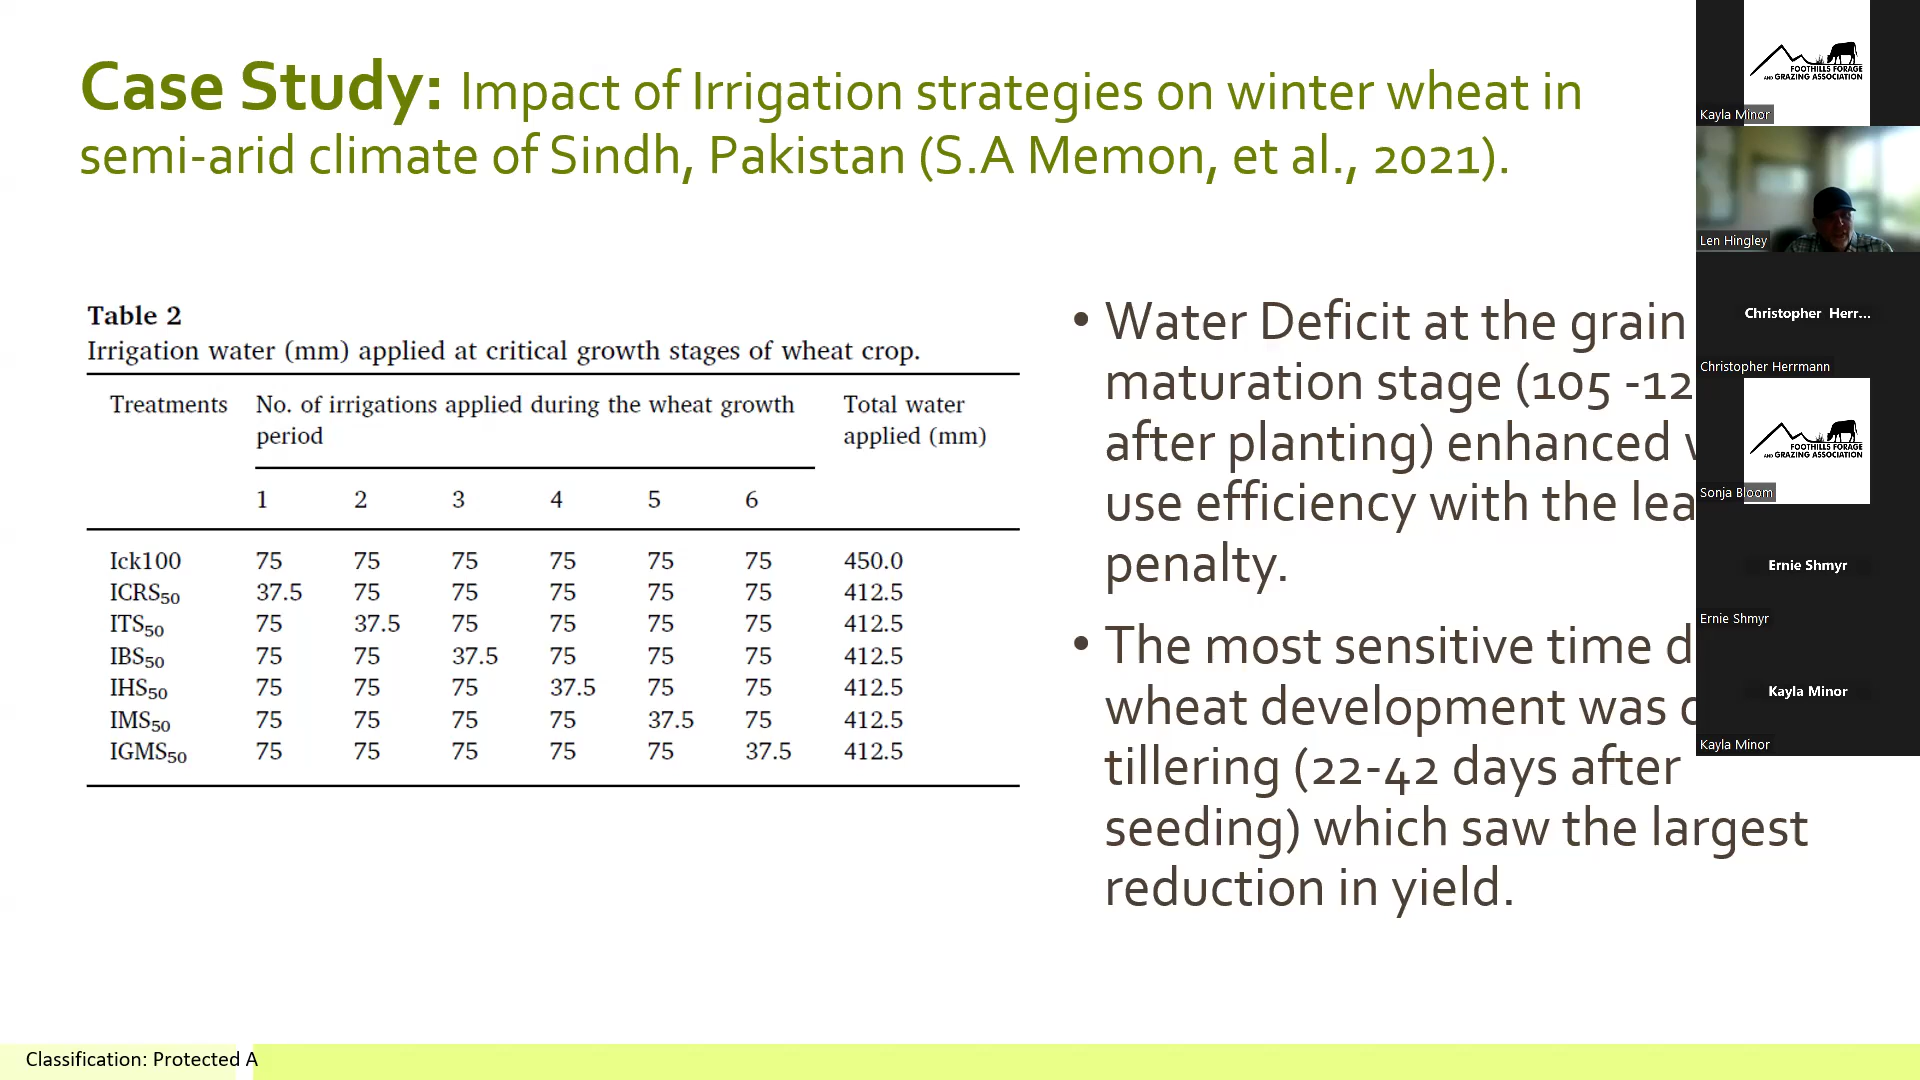 Case Study: Impact of Irrigation strategies on winter wheat in
semi-arid climate of Sindh, Pakistan (S.A Memon, et al., 2021).
Table 2
Irrigation water (mm) applied at critical growth stages of wheat crop.
Treatments No. of irrigations applied during the wheat growth period Total water applied (mm)
1 2 3 4 5 6
Ick100 75 75 75 75 75 75 450.0
ICRS50 37.5 75 75 75 75 75 412.5
ITS50 75 37.5 75 75 75 75 412.5
IBS50 75 75 37.5 75 75 75 412.5
IHS50 75 75 75 37.5 75 75 412.5
IMS50 75 75 75 75 37.5 75 412.5
IGMS50 75 75 75 75 75 37.5 412.5
• Water Deficit at the grain
maturation stage (105 -12
after planting) enhanced
use efficiency with the
penalty.
• The most sensitive time
wheat development was
tillering (22-42 days after
seeding) which saw the largest
reduction in yield.
FOOTHILLS FORAGE
AND GRAZING ASSOCIATION
Kayla Minor
Len Hingley
Christopher Herr...
Christopher Herrmann
FOOTHILLS FORAGE
AND GRAZING ASSOCIATION
Sonja Bloom
Ernie Shmyr
Ernie Shmyr
Kayla Minor
Kayla Minor
Classification: Protected A